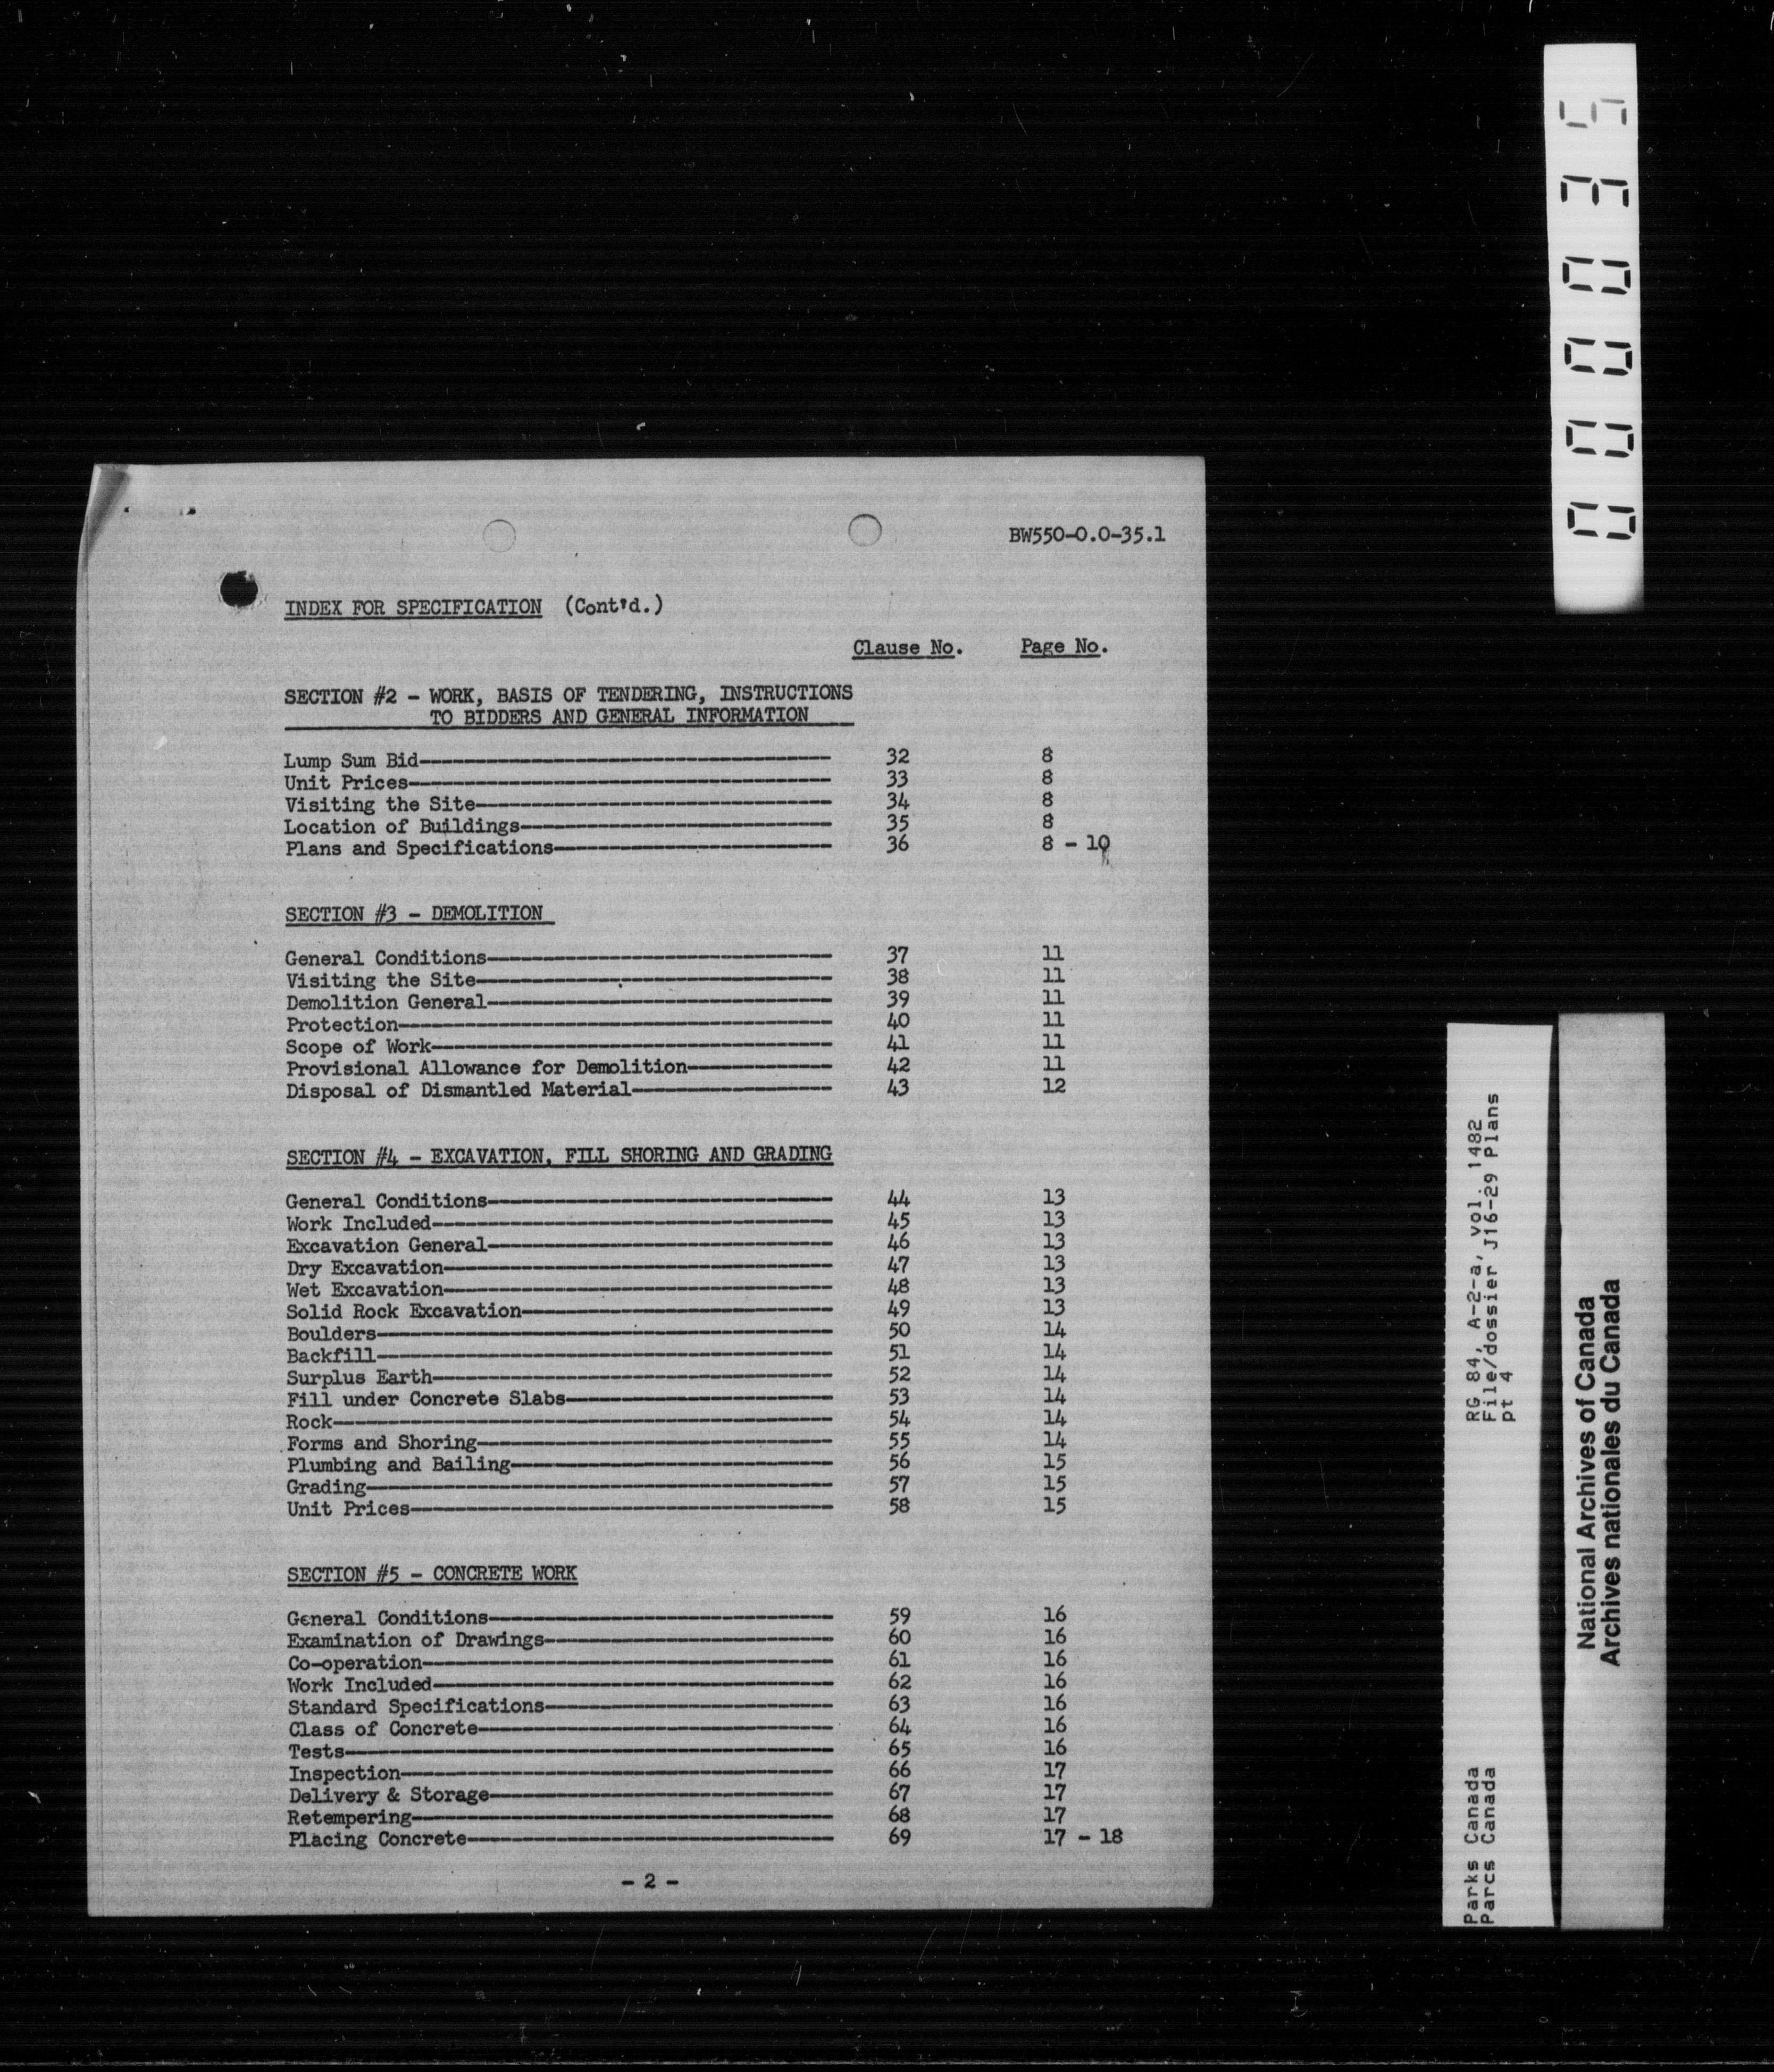 BW550-0.0-35.1
INDEX FOR SPECIFICATION (Cont'd.)
Clause No. Page No.
SECTION #2 - WORK, BASIS OF TENDERING, INSTRUCTIONS
TO BIDDERS AND GENERAL INFORMATION
Lump Sum Bid 32 8
Unit Prices 33 8
Visiting the Site 34 8
Location of Buildings 35 8
Plans and Specifications 36 8 - 10
SECTION #3 - DEMOLITION
General Conditions 37 11
Visiting the Site 38 11
Demolition General 39 11
Protection 40 11
Scope of Work 41 11
Provisional Allowance for Demolition 42 11
Disposal of Dismantled Material 43 12
SECTION #4 - EXCAVATION, FILL SHORING AND GRADING
General Conditions 44 13
Work Included 45 13
Excavation General 46 13
Dry Excavation 47 13
Wet Excavation 48 13
Solid Rock Excavation 49 13
Boulders 50 14
Backfill 51 14
Surplus Earth 52 14
Fill under Concrete Slabs 53 14
Rock 54 14
Forms and Shoring 55 14
Plumbing and Bailing 56 15
Grading 57 15
Unit Prices 58 15
SECTION #5 - CONCRETE WORK
General Conditions 59 16
Examination of Drawings 60 16
Co-operation 61 16
Work Included 62 16
Standard Specifications 63 16
Class of Concrete 64 16
Tests 65 16
Inspection 66 17
Delivery & Storage 67 17
Retempering 68 17
Placing Concrete 69 17 - 18
- 2 -
000035
Parks Canada RG 84, A-2-a, vol. 1482
Parcs Canada File/dossier J16-29 Plans
pt 4
National Archives of Canada
Archives nationales du Canada